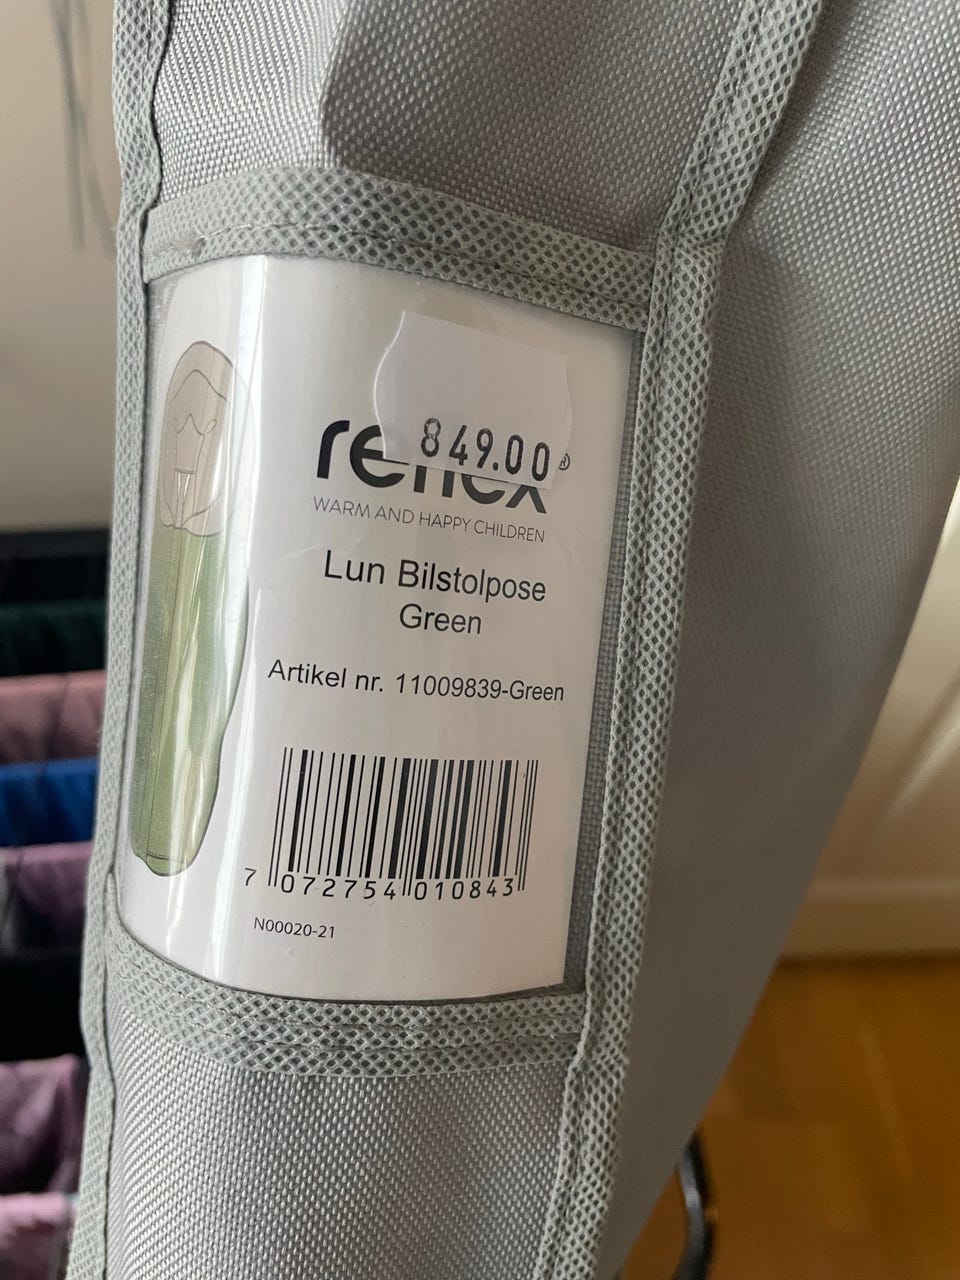 849.00
®
WARM AND HAPPY CHILDREN
Lun Bilstolpose
Green
Artikel nr. 11009839-Green
7 072754 010843
N00020-21